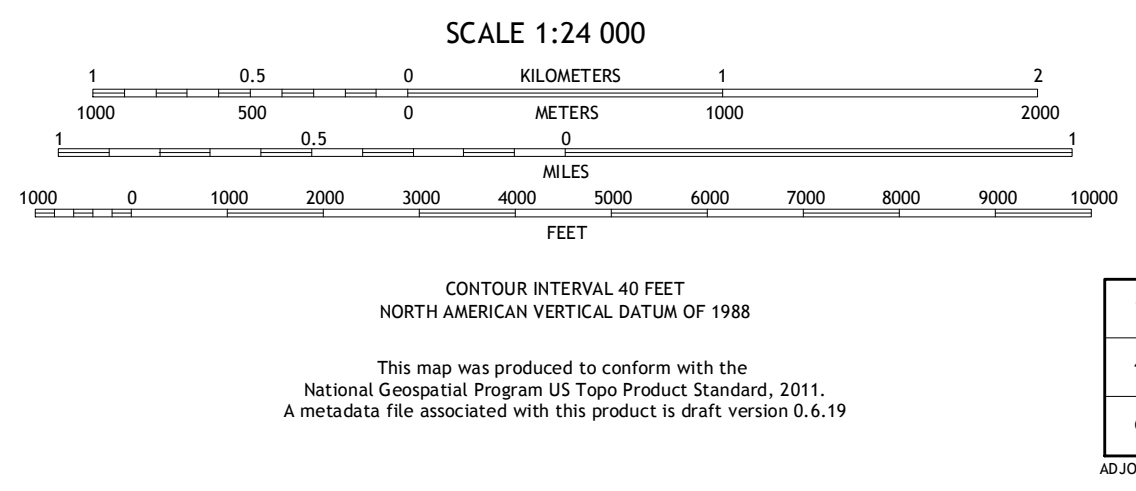 SCALE 1:24 000
1 0.5 0 KILOMETERS 1 2
1000 500 0 METERS 1000 2000
1 0.5 0 1
MILES
1000 0 1000 2000 3000 4000 5000 6000 7000 8000 9000 10000
FEET
CONTOUR INTERVAL 40 FEET
NORTH AMERICAN VERTICAL DATUM OF 1988
This map was produced to conform with the
National Geospatial Program US Topo Product Standard, 2011.
A metadata file associated with this product is draft version 0.6.19
ADJO